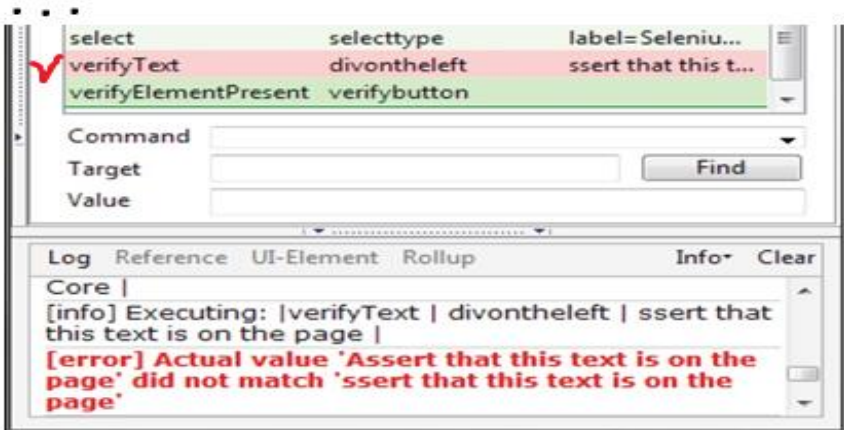 ...
select selecttype label=Seleniu...
verifyText divontheleft ssert that this t...
verifyElementPresent verifybutton
Command
Target Find
Value
Log Reference UI-Element Rollup Info Clear
Core |
[info] Executing: |verifyText | divontheleft | ssert that
this text is on the page |
[error] Actual value 'Assert that this text is on the
page' did not match 'ssert that this text is on the
page'